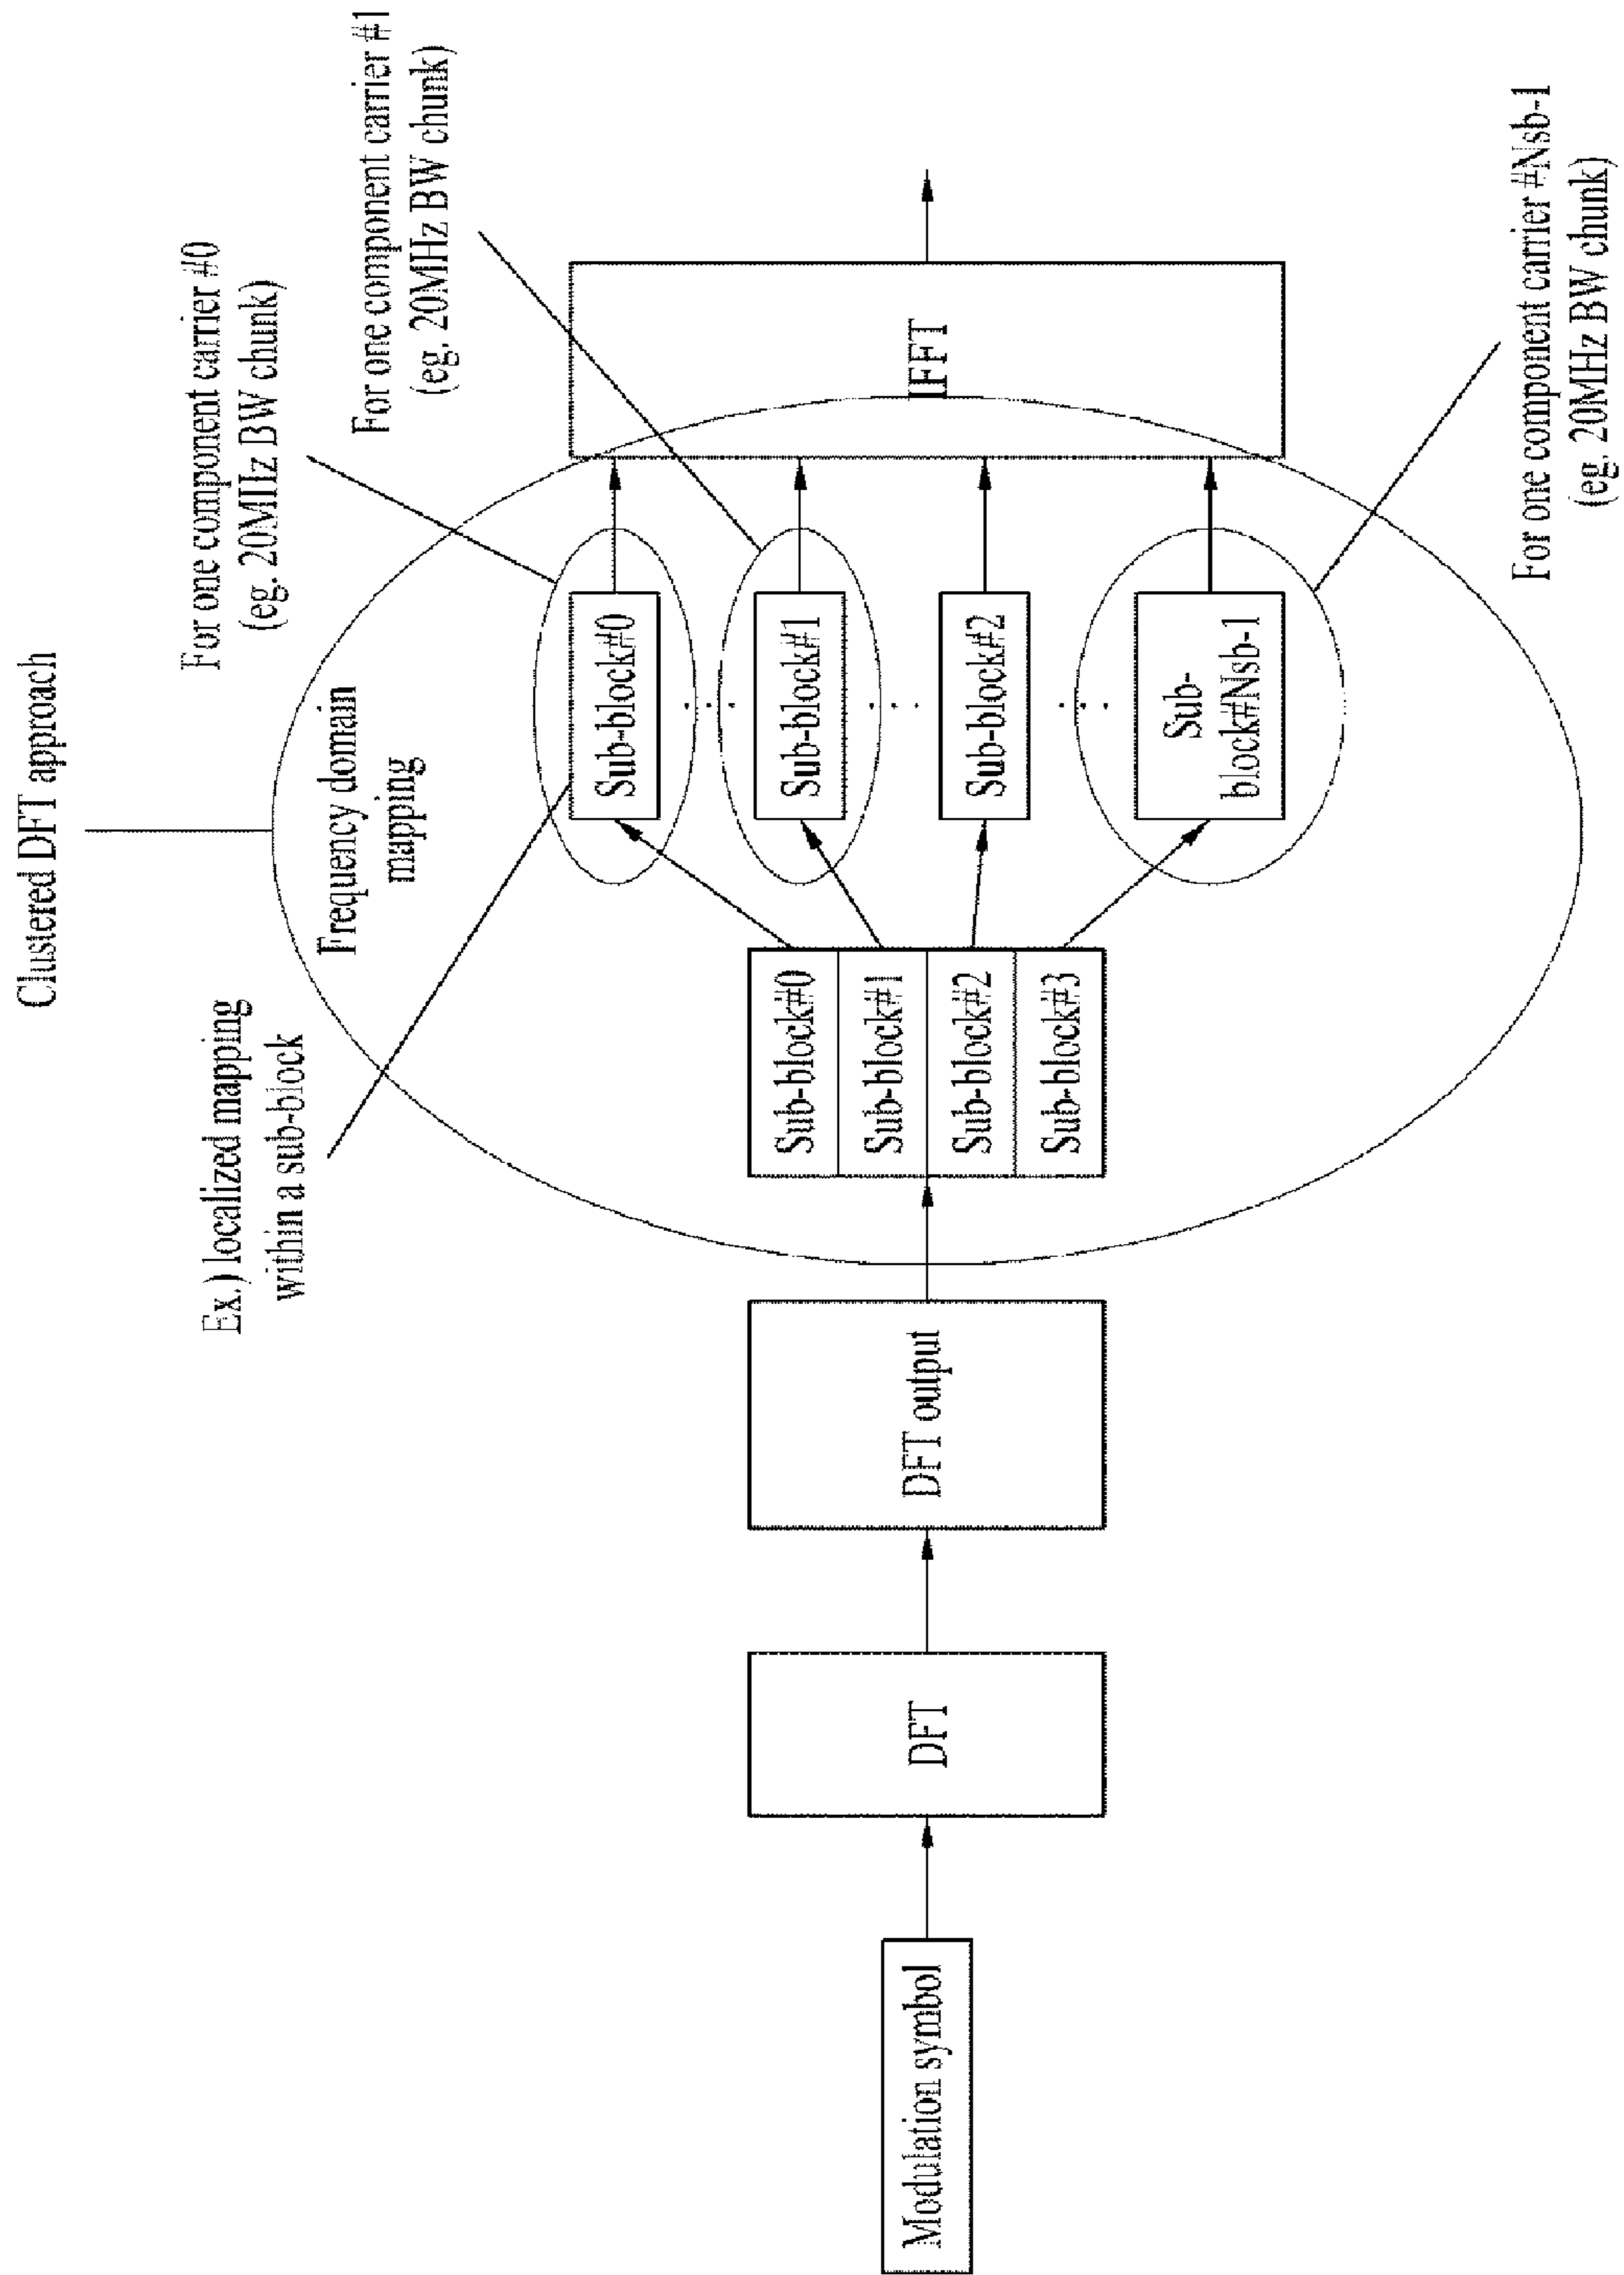 Clustered DFT approach
Ex.) localized mapping
within a sub-block
Frequency domain
mapping
For one component carrier #0
(eg. 20MHz BW chunk)
For one component carrier #1
(eg. 20MHz BW chunk)
Modulation symbol
DFT
DFT output
Sub-block#0
Sub-block#1
Sub-block#2
Sub-block#3
Sub-block#0
Sub-block#1
Sub-block#2
Sub-
block#Nsb-1
IFFT
For one component carrier #Nsb-1
(eg. 20MHz BW chunk)